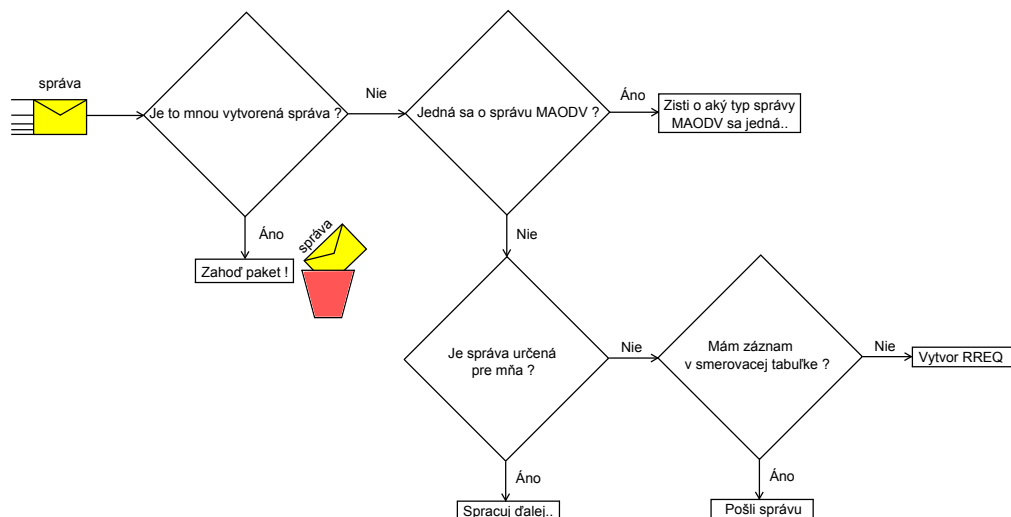 správa
Je to mnou vytvorená správa ?
Nie
Jedná sa o správu MAODV ?
Áno
Zisti o aký typ správy
MAODV sa jedná..
Áno
Zahoď paket !
správa
Nie
Je správa určená
pre mňa ?
Nie
Mám záznam
v smerovacej tabuľke ?
Nie
Vytvor RREQ
Áno
Spracuj ďalej..
Áno
Pošli správu